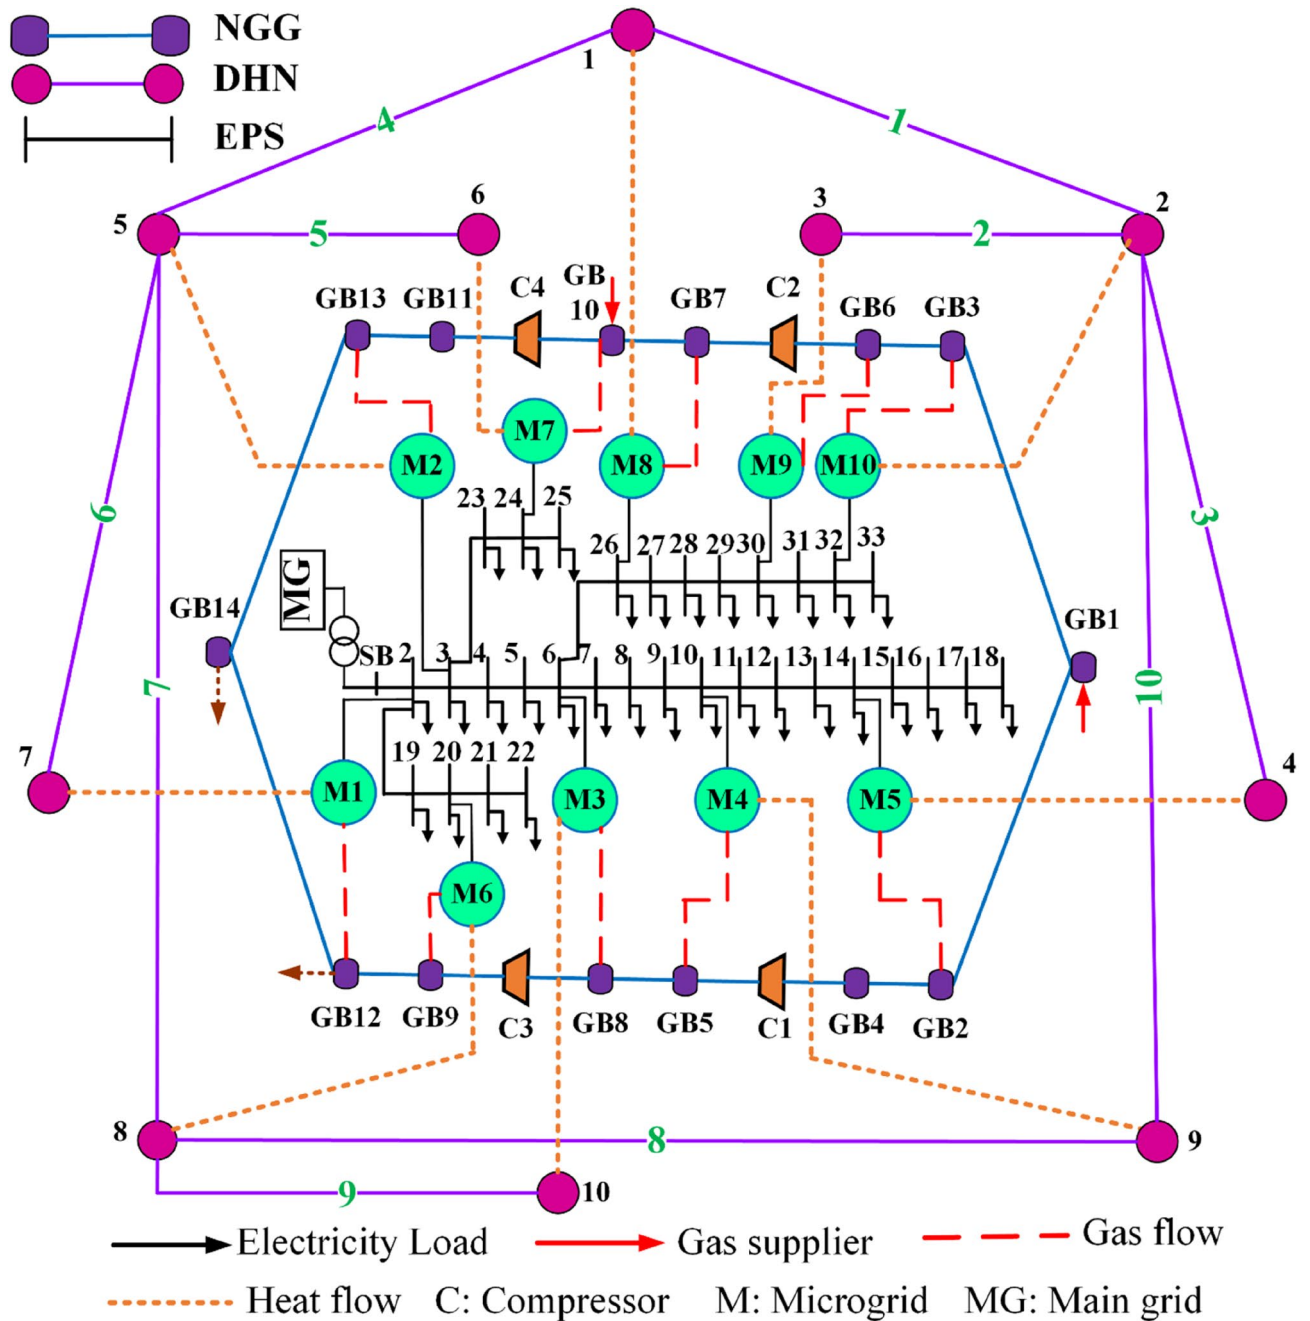 NGG
DHN
EPS
1
4
1
5
6
3
2
5
2
GB13
GB11
C4
GB
10
GB7
C2
GB6
GB3
M2
M7
M8
M9
M10
23
24
25
26
27
28
29
30
31
32
33
6
3
MG
GB14
GB1
SB
2
3
4
5
6
7
8
9
10
11
12
13
14
15
16
17
18
7
10
7
4
19
20
21
22
M1
M3
M4
M5
M6
GB12
GB9
C3
GB8
GB5
C1
GB4
GB2
8
8
9
9
10
Electricity Load
Gas supplier
Gas flow
Heat flow
C: Compressor
M: Microgrid
MG: Main grid